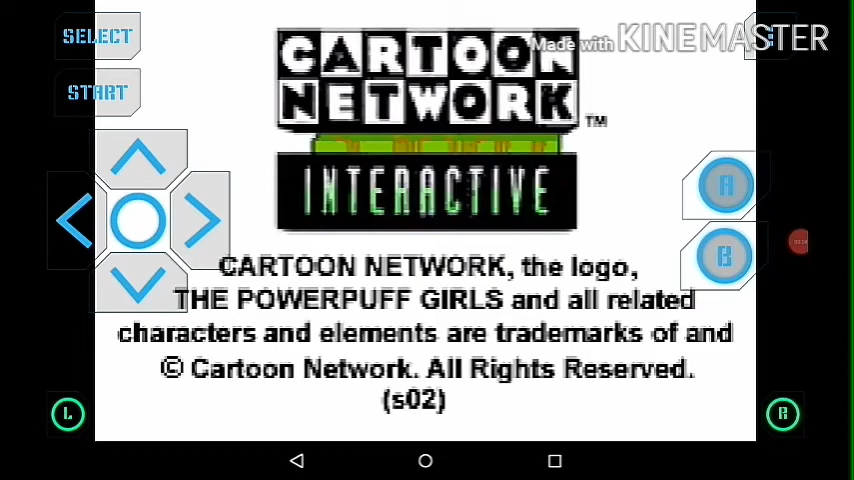 SELECT
START
Made with KINEMASTER
CARTOON
NETWORK
TM
INTERACTIVE
CARTOON NETWORK, the logo,
THE POWERPUFF GIRLS and all related
characters and elements are trademarks of and
© Cartoon Network. All Rights Reserved.
(s02)
A
B
L
R